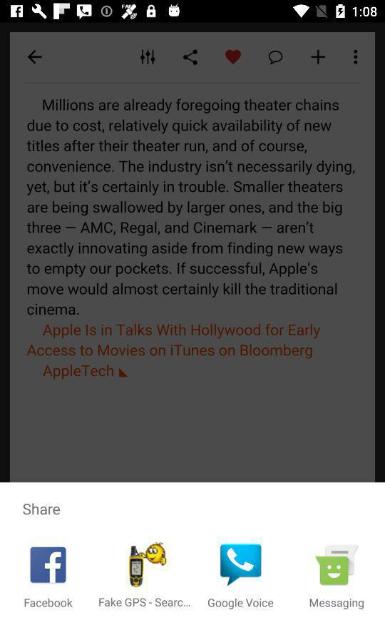 1:08
Millions are already foregoing theater chains
due to cost, relatively quick availability of new
titles after their theater run, and of course,
convenience. The industry isn't necessarily dying,
yet, but it's certainly in trouble. Smaller theaters
are being swallowed by larger ones, and the big
three — AMC, Regal, and Cinemark — aren't
exactly innovating aside from finding new ways
to empty our pockets. If successful, Apple's
move would almost certainly kill the traditional
cinema.
Apple Is in Talks With Hollywood for Early
Access to Movies on iTunes on Bloomberg
AppleTech
Share
Facebook
Fake GPS - Searc...
Google Voice
Messaging